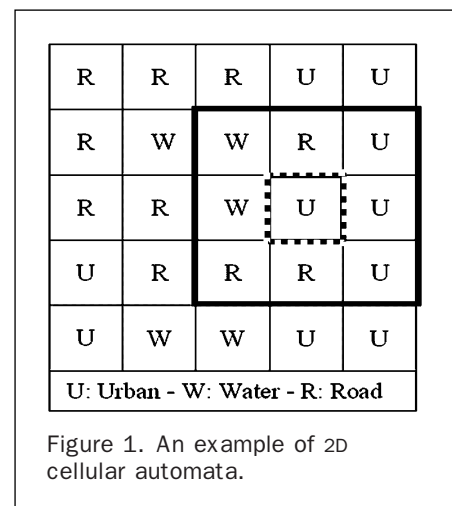 R R R U U
R W W R U
R R W U U
U R R R U
U W W U U
U: Urban - W: Water - R: Road
Figure 1. An example of 2D
cellular automata.